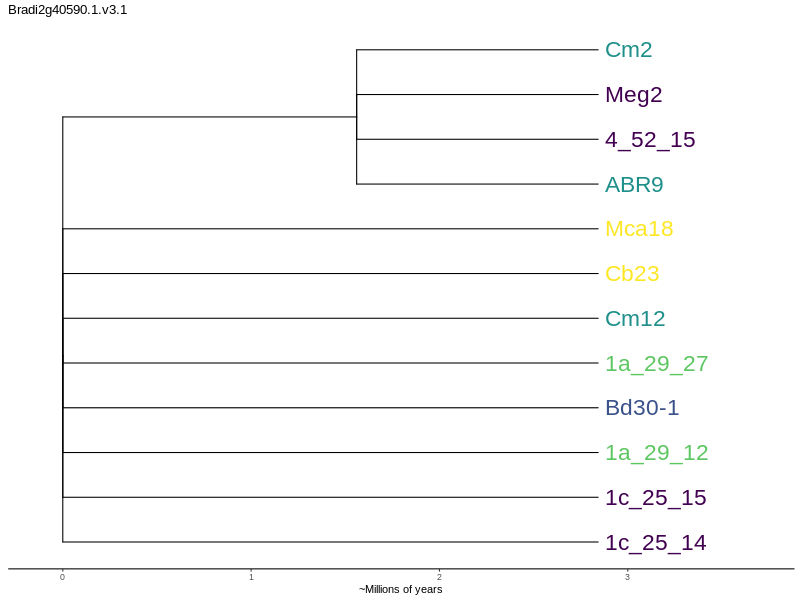 Bradi2g40590.1.v3.1
Cm2
Meg2
4_52_15
ABR9
Mca18
Cb23
Cm12
1a_29_27
Bd30-1
1a_29_12
1c_25_15
1c_25_14
0 1 2 3
~Millions of years